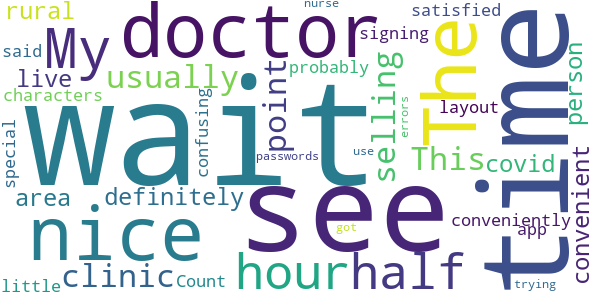 nurse
rural
satisfied
My
doctor
signing
said
live
usually
probably
point
The
time
person
characters
wait
selling
layout
errors
confusing
passwords
use
This
covid
convenient
special
area
definitely
see
nice
conveniently
app
got
clinic
Count
hour
half
little
trying